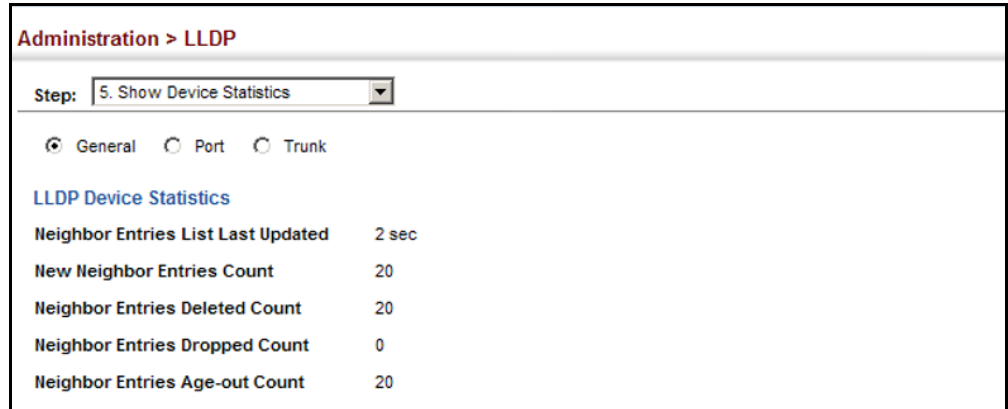 Administration > LLDP
Step: 5. Show Device Statistics
General Port Trunk
LLDP Device Statistics
Neighbor Entries List Last Updated 2 sec
New Neighbor Entries Count 20
Neighbor Entries Deleted Count 20
Neighbor Entries Dropped Count 0
Neighbor Entries Age-out Count 20